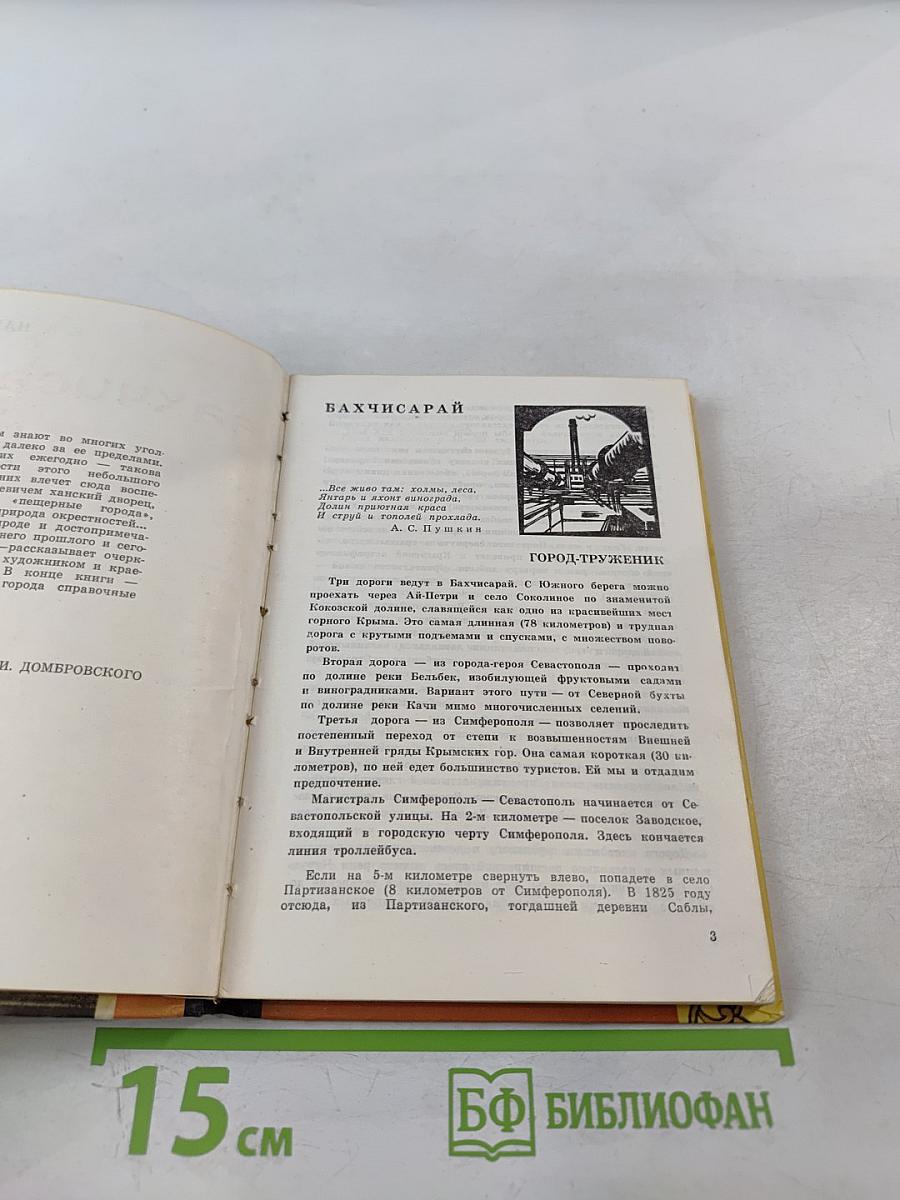 м знают во многих угол-
далеко за ее пределами.
их ежегодно — такова
сти этого небольшого
них влечет сюда воспе-
евичем ханский дворец,
«пещерные города»,
природа окрестностей...
роде и достопримеча-
него прошлого и сего-
—рассказывает очерк-
художником и крае-
В конце книги —
города справочные
И. ДОМБРОВСКОГО
БАХЧИСАРАЙ
...Все живо там: холмы, леса,
Янтарь и яхонт винограда.
Долин приютная краса
И струй и тополей прохлада.
А. С. Пушкин
ГОРОД-ТРУЖЕНИК
Три дороги ведут в Бахчисарай. С Южного берега можно
проехать через Ай-Петри и село Соколиное по знаменитой
Кокозской долине, славящейся как одно из красивейших мест
горного Крыма. Это самая длинная (78 километров) и трудная
дорога с крутыми подъемами и спусками, с множеством пово-
ротов.
Вторая дорога — из города-героя Севастополя — проходит
по долине реки Бельбек, изобилующей фруктовыми садами
и виноградниками. Вариант этого пути — от Северной бухты
по долине реки Качи мимо многочисленных селений.
Третья дорога — из Симферополя — позволяет проследить
постепенный переход от степи к возвышенностям Внешней
и Внутренней гряды Крымских гор. Она самая короткая (30 ки-
лометров), по ней едет большинство туристов. Ей мы и отдадим
предпочтение.
Магистраль Симферополь — Севастополь начинается от Се-
вастопольской улицы. На 2-м километре — поселок Заводское,
входящий в городскую черту Симферополя. Здесь кончается
линия троллейбуса.
Если на 5-м километре свернуть влево, попадете в село
Партизанское (8 километров от Симферополя). В 1825 году
отсюда, из Партизанского, тогдашней деревни Саблы,
3
15 см
БФ БИБЛИОФАН